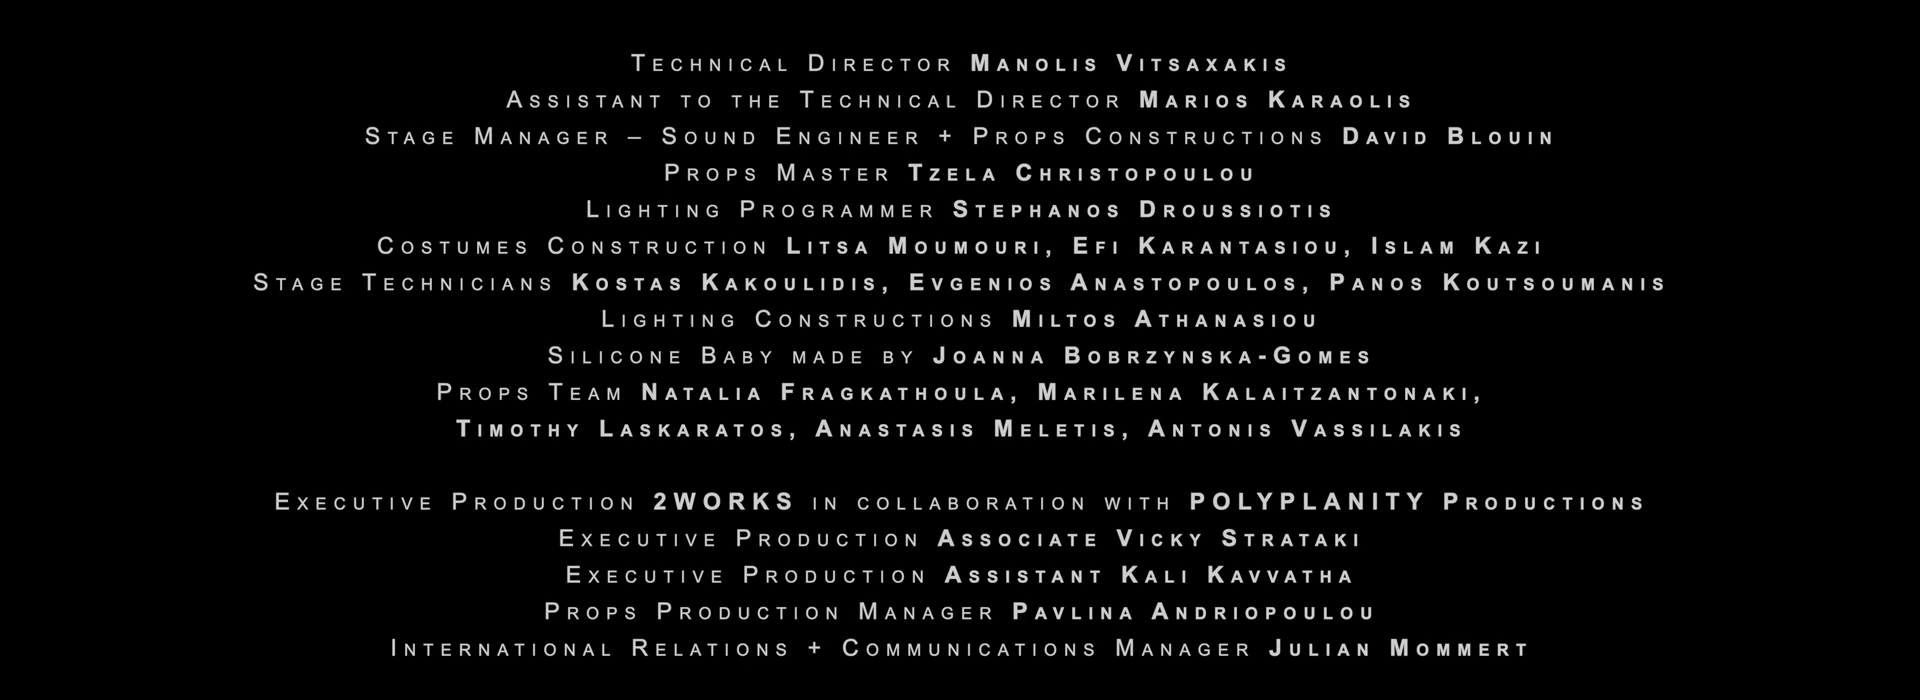 Technical Director Manolis Vitsaxakis
Assistant to the Technical Director Marios Karaolis
Stage Manager – Sound Engineer + Props Constructions David Blouin
Props Master Tzela Christopoulou
Lighting Programmer Stephanos Droussiotis
Costumes Construction Litsa Moumouri, Efi Karantasiou, Islam Kazi
Stage Technicians Kostas Kakoulidis, Evgenios Anastopoulos, Panos Koutsoumanis
Lighting Constructions Miltos Athanasiou
Silicone Baby made by Joanna Bobrzynska-Gomes
Props Team Natalia Fragkathoula, Marilena Kalaitzantonaki,
Timothy Laskaratos, Anastasis Meletis, Antonis Vassilakis
Executive Production 2WORKS in collaboration with POLYPLANITY Productions
Executive Production Associate Vicky Strataki
Executive Production Assistant Kali Kavvatha
Props Production Manager Pavlina Andriopoulou
International Relations + Communications Manager Julian Mommert